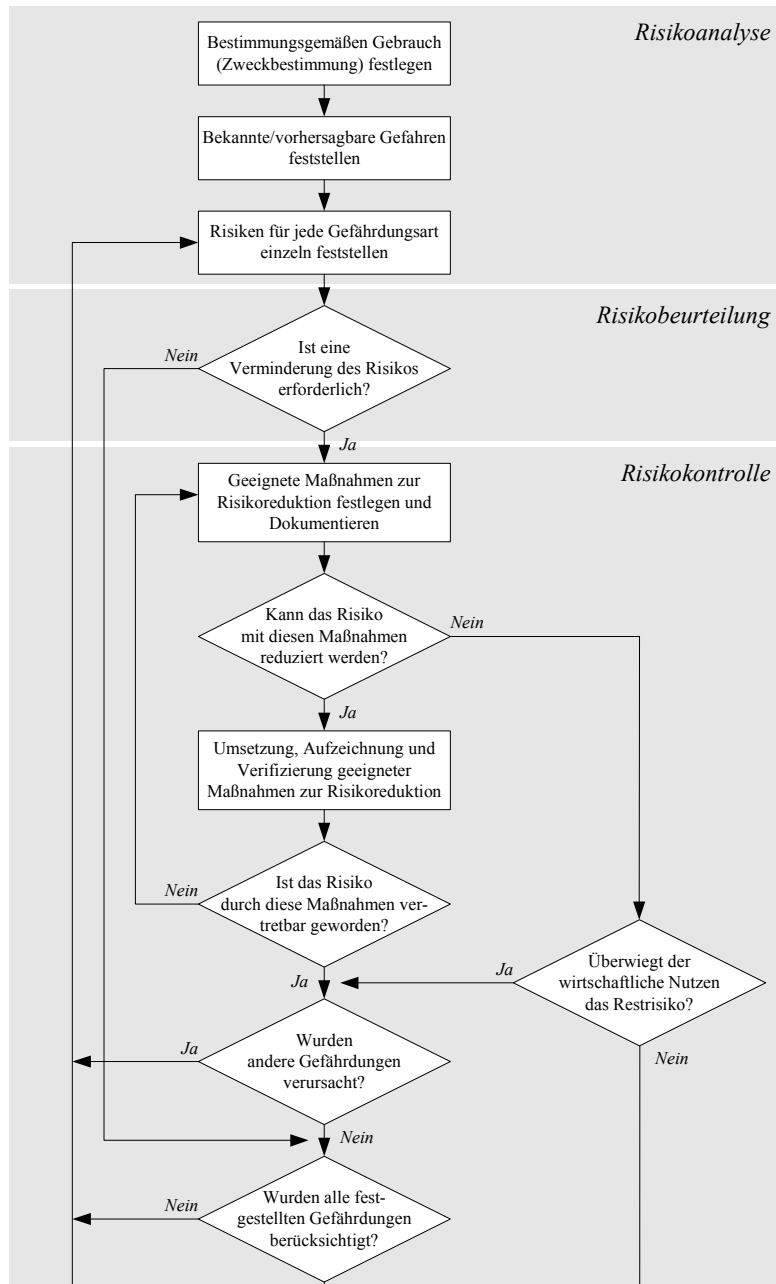 Risikoanalyse
Bestimmungsgemäßen Gebrauch
(Zweckbestimmung) festlegen
Bekannte/vorhersagbare Gefahren
feststellen
Risiken für jede Gefährdungsart
einzeln feststellen
Risikobeurteilung
Nein
Ist eine
Verminderung des Risikos
erforderlich?
Ja
Risikokontrolle
Geeignete Maßnahmen zur
Risikoreduktion festlegen und
Dokumentieren
Kann das Risiko
mit diesen Maßnahmen
reduziert werden?
Nein
Ja
Umsetzung, Aufzeichnung und
Verifizierung geeigneter
Maßnahmen zur Risikoreduktion
Nein
Ist das Risiko
durch diese Maßnahmen ver-
tretbar geworden?
Ja
Ja
Überwiegt der
wirtschaftliche Nutzen
das Restrisiko?
Nein
Ja
Wurden
andere Gefährdungen
verursacht?
Nein
Nein
Wurden alle fest-
gestellten Gefährdungen
berücksichtigt?